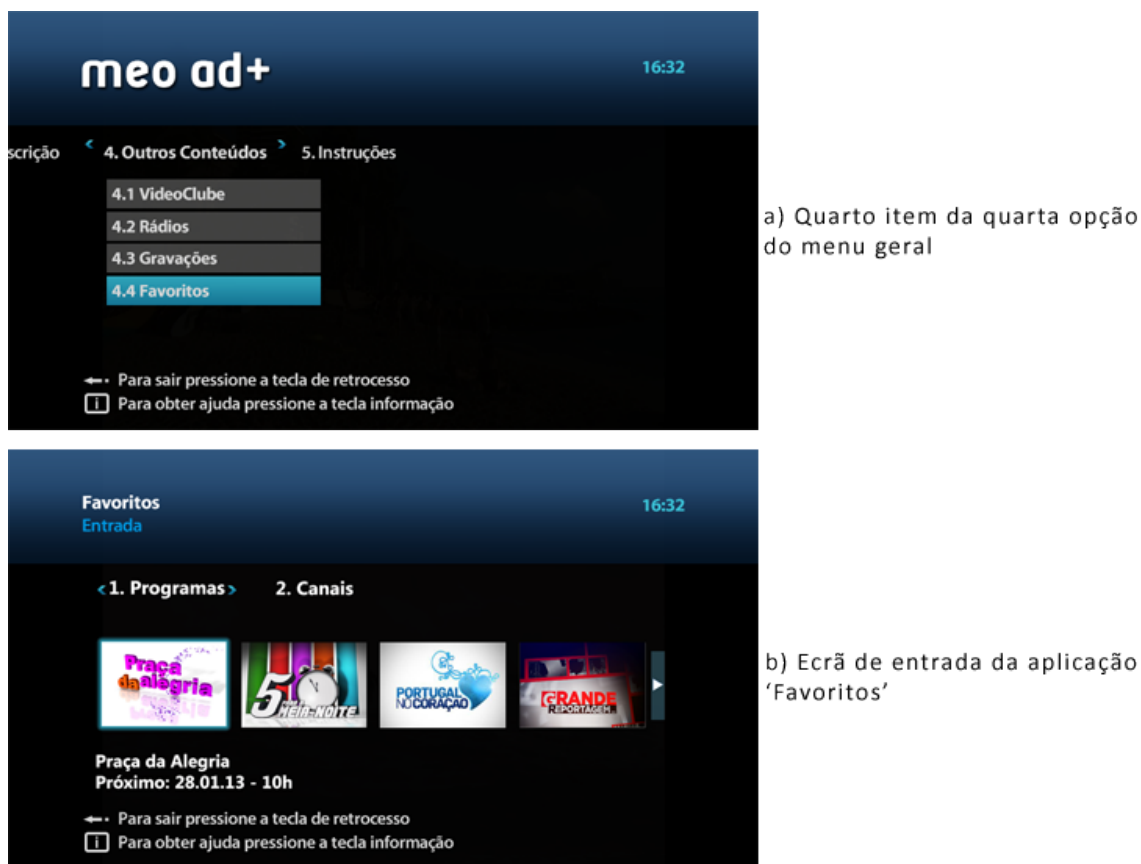 meo ad+
16:32
scrição < 4. Outros Conteúdos > 5. Instruções
4.1 VideoClube
4.2 Rádios
4.3 Gravações
4.4 Favoritos
Para sair pressione a tecla de retrocesso
i Para obter ajuda pressione a tecla informação
a) Quarto item da quarta opção
do menu geral
Favoritos
16:32
Entrada
< 1. Programas > 2. Canais
Praça
da alegria
5
MEIA-NOITE
PORTUGAL
NO CORAÇÃO
GRANDE
REPORTAGEM
Praça da Alegria
Próximo: 28.01.13 - 10h
Para sair pressione a tecla de retrocesso
i Para obter ajuda pressione a tecla informação
b) Ecrã de entrada da aplicação
‘Favoritos’